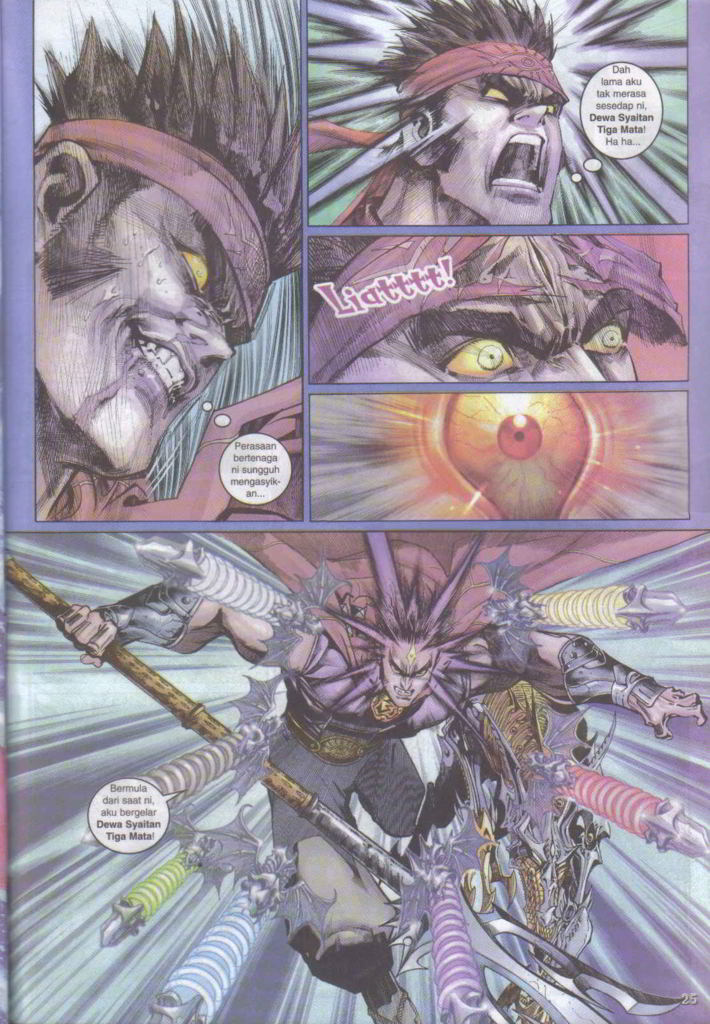 Perasaan
bertenaga
ni sungguh
mengasyik-
an...
Dah
lama aku
tak merasa
sesedap ni,
Dewa Syaitan
Tiga Mata!
Ha ha...
Liatttt!
Bermula
dari saat ni,
aku bergelar
Dewa Syaitan
Tiga Mata!
25